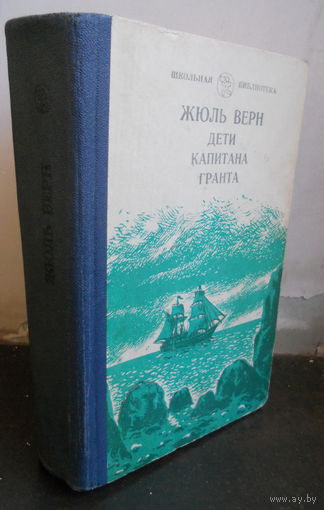 ШКОЛЬНАЯ БИБЛИОТЕКА
ЖЮЛЬ ВЕРН
ДЕТИ
КАПИТАНА
ГРАНТА
ЖЮЛЬ ВЕРН
www.ay.by